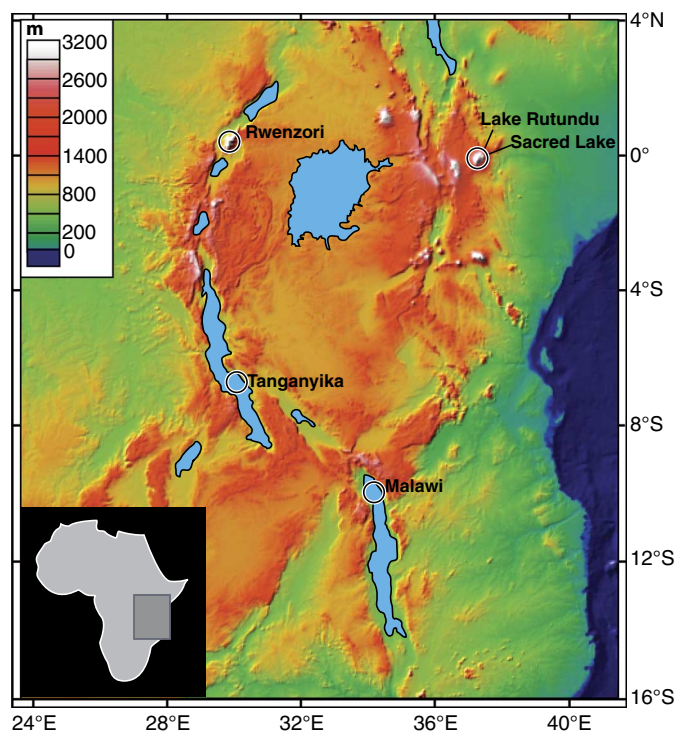 m
3200
2600
2000
1400
800
200
0
4°N
0°
4°S
8°S
12°S
16°S
Rwenzori
Lake Rutundu
Sacred Lake
Tanganyika
Malawi
24°E
28°E
32°E
36°E
40°E